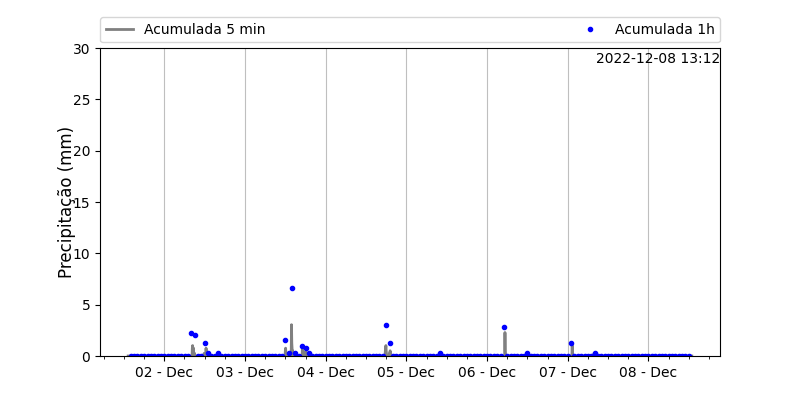 Acumulada 5 min Acumulada 1h
2022-12-08 13:12
Precipitação (mm)
30
25
20
15
10
5
0
02 - Dec 03 - Dec 04 - Dec 05 - Dec 06 - Dec 07 - Dec 08 - Dec